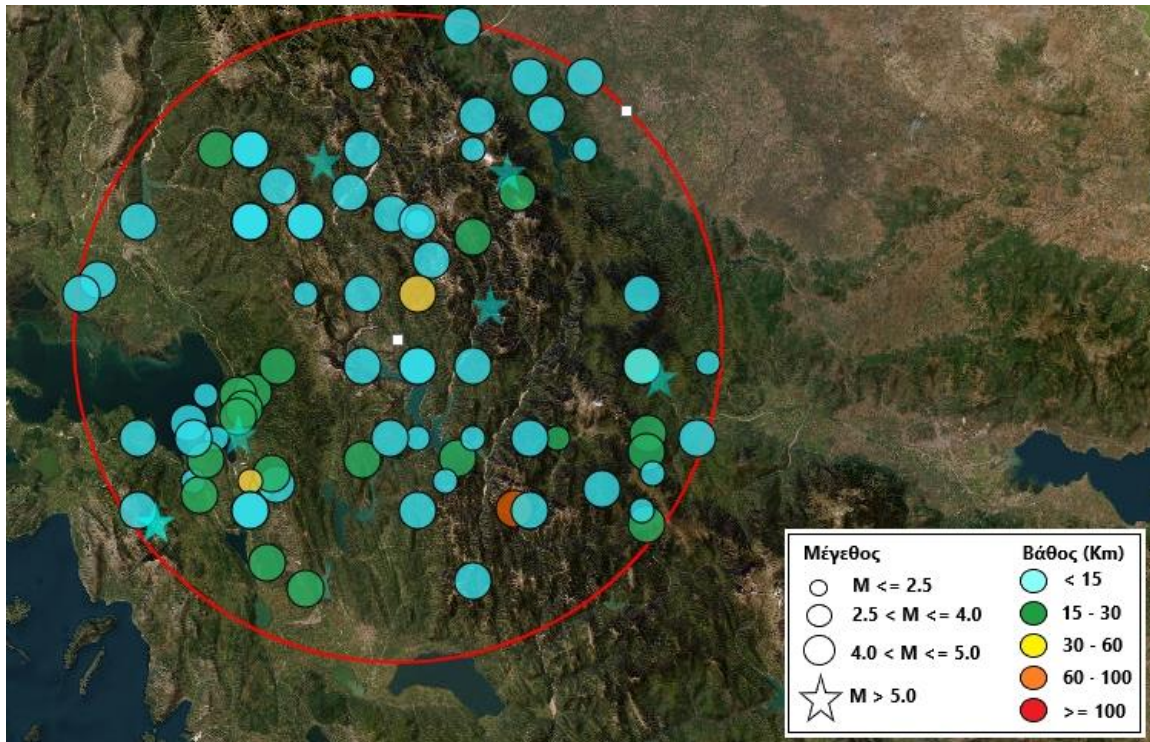 Μέγεθος
M <= 2.5
2.5 < M <= 4.0
4.0 < M <= 5.0
M > 5.0
Βάθος (Km)
< 15
15 - 30
30 - 60
60 - 100
>= 100